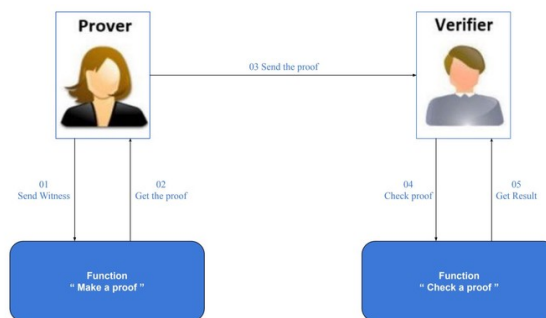 Prover
Verifier
03 Send the proof
01
Send Witness
02
Get the proof
04
Check proof
05
Get Result
Function
“ Make a proof ”
Function
“ Check a proof ”